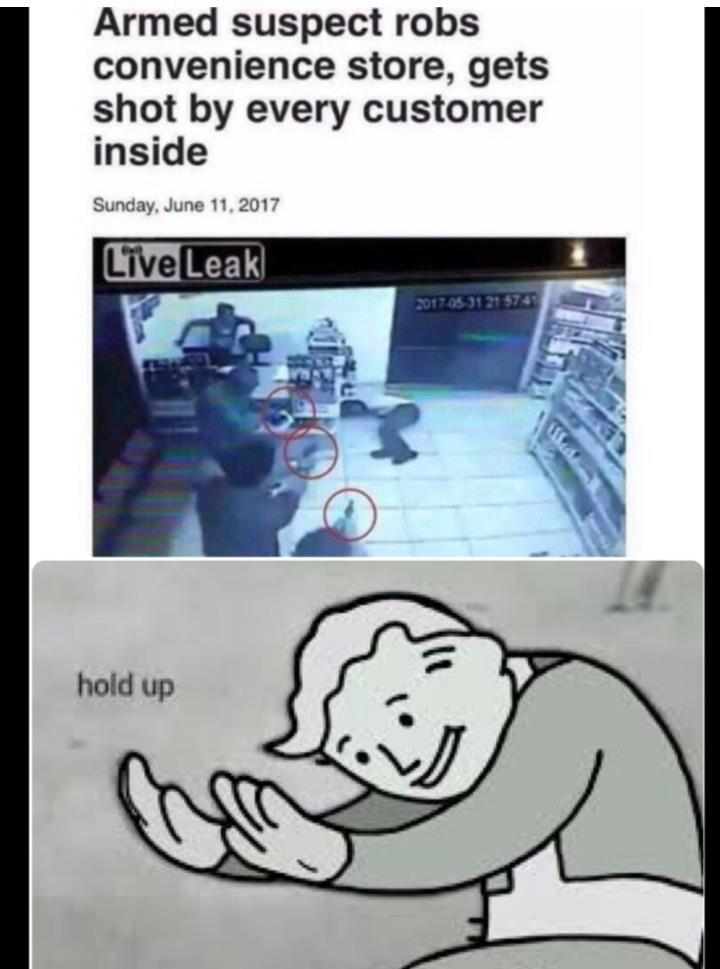 Armed suspect robs
convenience store, gets
shot by every customer
inside
Sunday, June 11, 2017
LiveLeak
2017-05-31 21:57:41
hold up